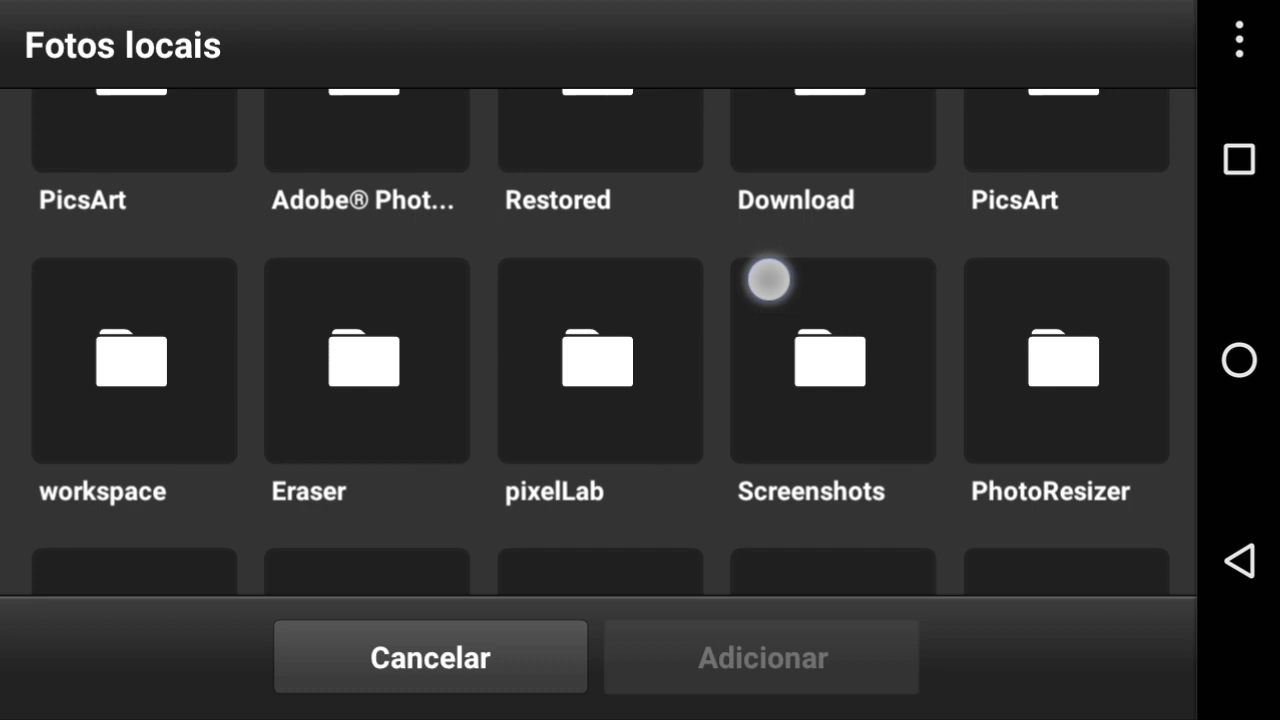 Fotos locais
PicsArt
Adobe® Phot...
Restored
Download
PicsArt
workspace
Eraser
pixelLab
Screenshots
PhotoResizer
Cancelar
Adicionar